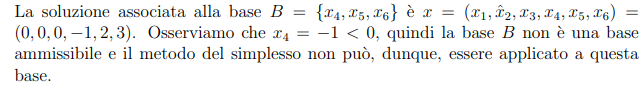 La soluzione associata alla base B = {x₄, x₅, x₆} è x = (x₁, x̂₂, x₃, x₄, x₅, x₆) =
(0, 0, 0, −1, 2, 3). Osserviamo che x₄ = −1 < 0, quindi la base B non è una base
ammissibile e il metodo del simplesso non può, dunque, essere applicato a questa
base.